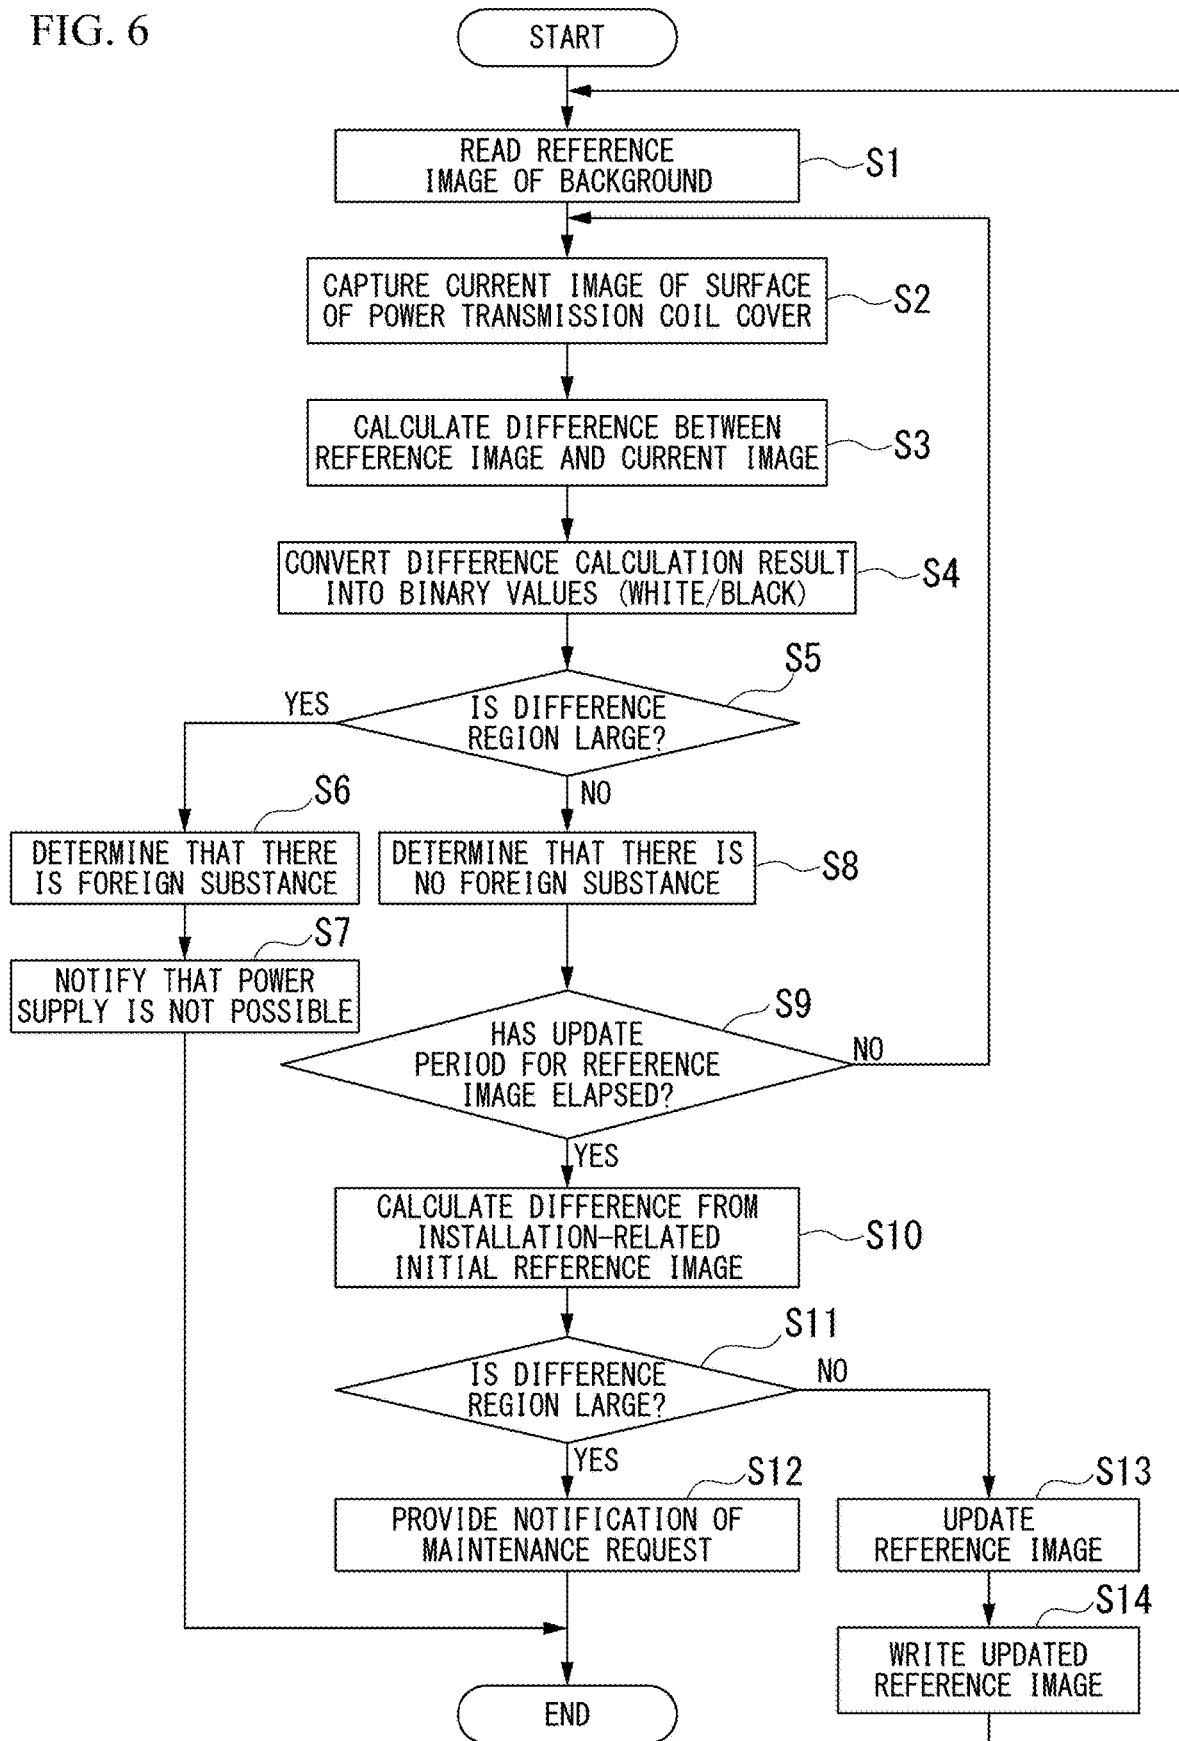 FIG. 6
START
READ REFERENCE
IMAGE OF BACKGROUND
S1
CAPTURE CURRENT IMAGE OF SURFACE
OF POWER TRANSMISSION COIL COVER
S2
CALCULATE DIFFERENCE BETWEEN
REFERENCE IMAGE AND CURRENT IMAGE
S3
CONVERT DIFFERENCE CALCULATION RESULT
INTO BINARY VALUES (WHITE/BLACK)
S4
S5
YES
IS DIFFERENCE
REGION LARGE?
NO
S6
DETERMINE THAT THERE
IS FOREIGN SUBSTANCE
DETERMINE THAT THERE IS
NO FOREIGN SUBSTANCE
S8
S7
NOTIFY THAT POWER
SUPPLY IS NOT POSSIBLE
S9
HAS UPDATE
PERIOD FOR REFERENCE
IMAGE ELAPSED?
NO
YES
CALCULATE DIFFERENCE FROM
INSTALLATION-RELATED
INITIAL REFERENCE IMAGE
S10
S11
IS DIFFERENCE
REGION LARGE?
NO
YES
S12
PROVIDE NOTIFICATION OF
MAINTENANCE REQUEST
S13
UPDATE
REFERENCE IMAGE
S14
WRITE UPDATED
REFERENCE IMAGE
END